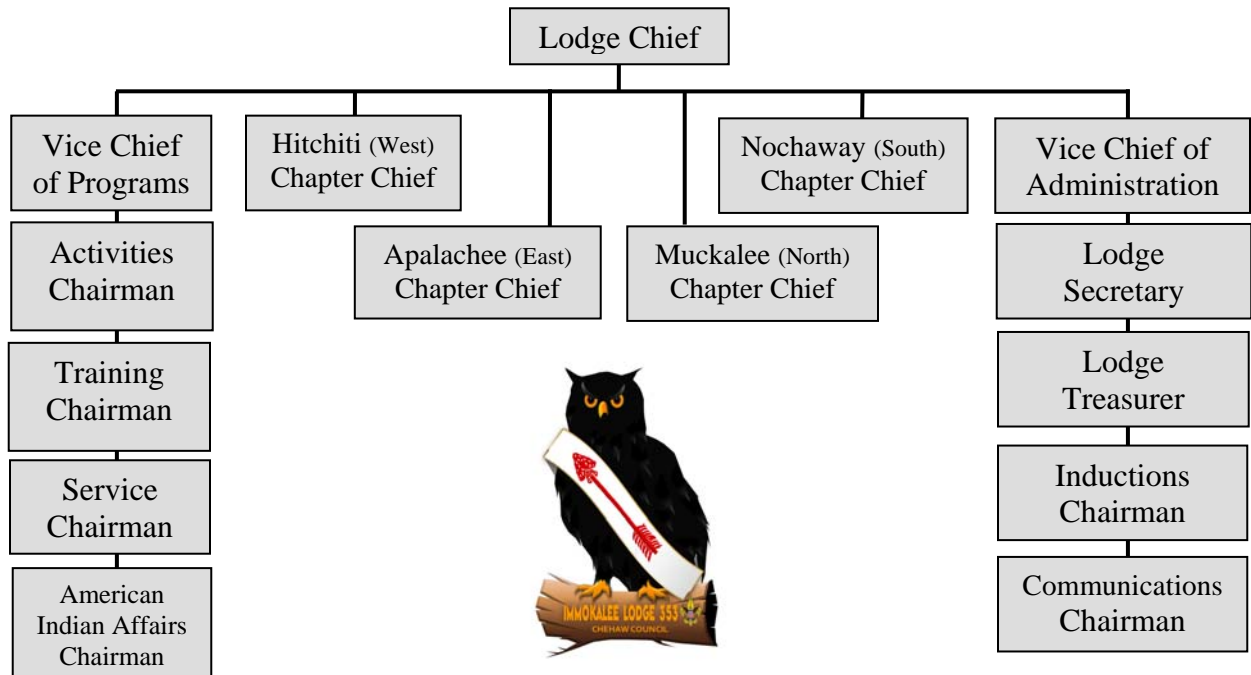 Lodge Chief
Vice Chief
of Programs
Hitchiti (West)
Chapter Chief
Nochaway (South)
Chapter Chief
Vice Chief of
Administration
Apalachee (East)
Chapter Chief
Muckalee (North)
Chapter Chief
Activities
Chairman
Lodge
Secretary
Training
Chairman
Lodge
Treasurer
Service
Chairman
Inductions
Chairman
American
Indian Affairs
Chairman
Communications
Chairman
IMMOKALEE LODGE 353
CHEHAW COUNCIL